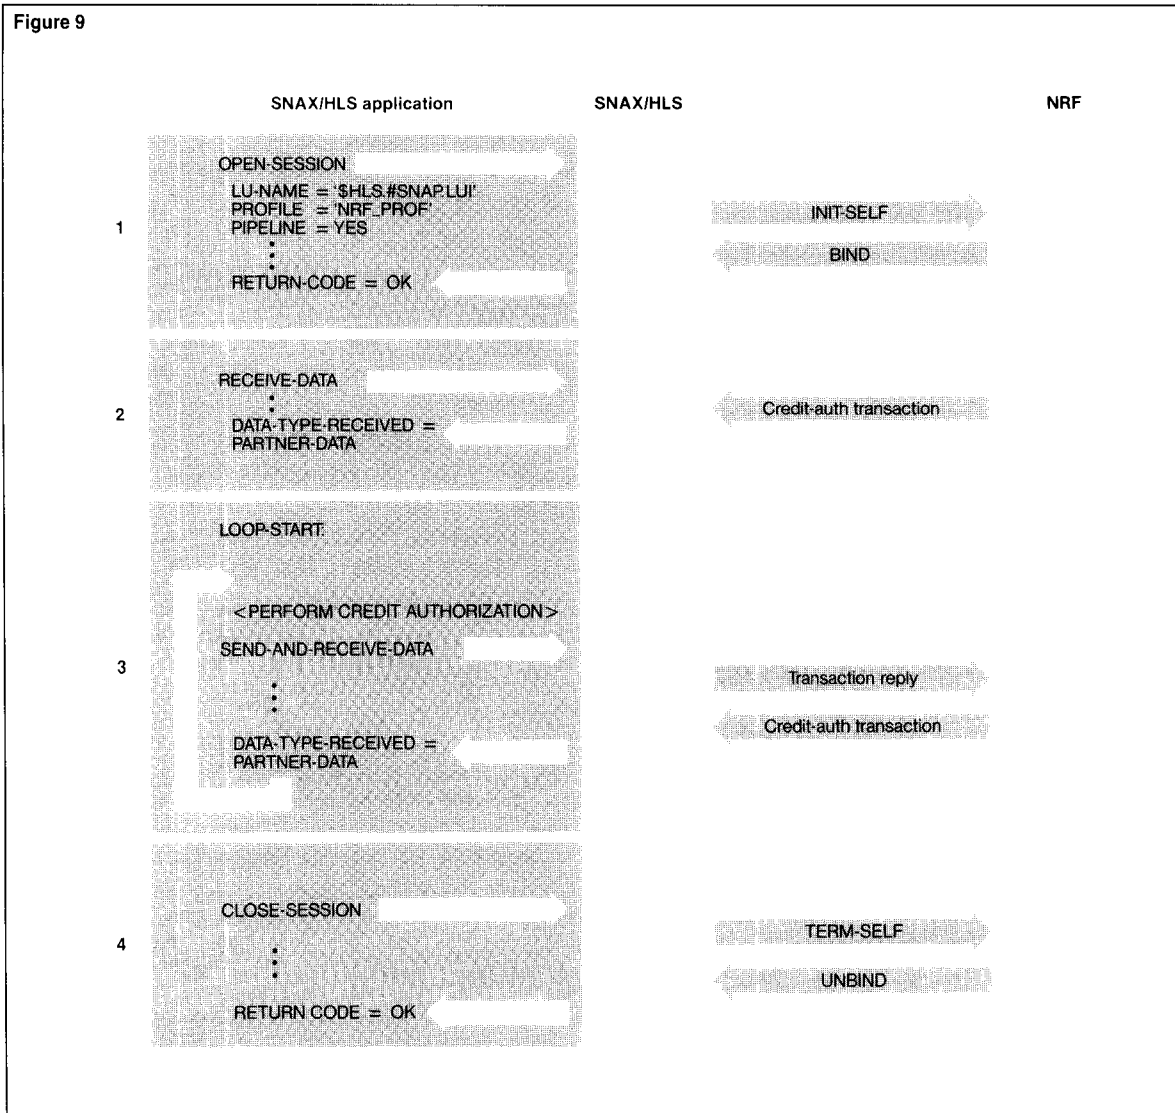 Figure 9
SNAX/HLS application SNAX/HLS NRF
OPEN-SESSION
LU-NAME = '$HLS.#SNAP.LUI'
PROFILE = 'NRF_PROF'
PIPELINE = YES
RETURN-CODE = OK
1
INIT-SELF
BIND
RECEIVE-DATA
DATA-TYPE-RECEIVED =
PARTNER-DATA
2
Credit-auth transaction
LOOP-START:
<PERFORM CREDIT AUTHORIZATION>
SEND-AND-RECEIVE-DATA
DATA-TYPE-RECEIVED =
PARTNER-DATA
3
Transaction reply
Credit-auth transaction
CLOSE-SESSION
RETURN CODE = OK
4
TERM-SELF
UNBIND